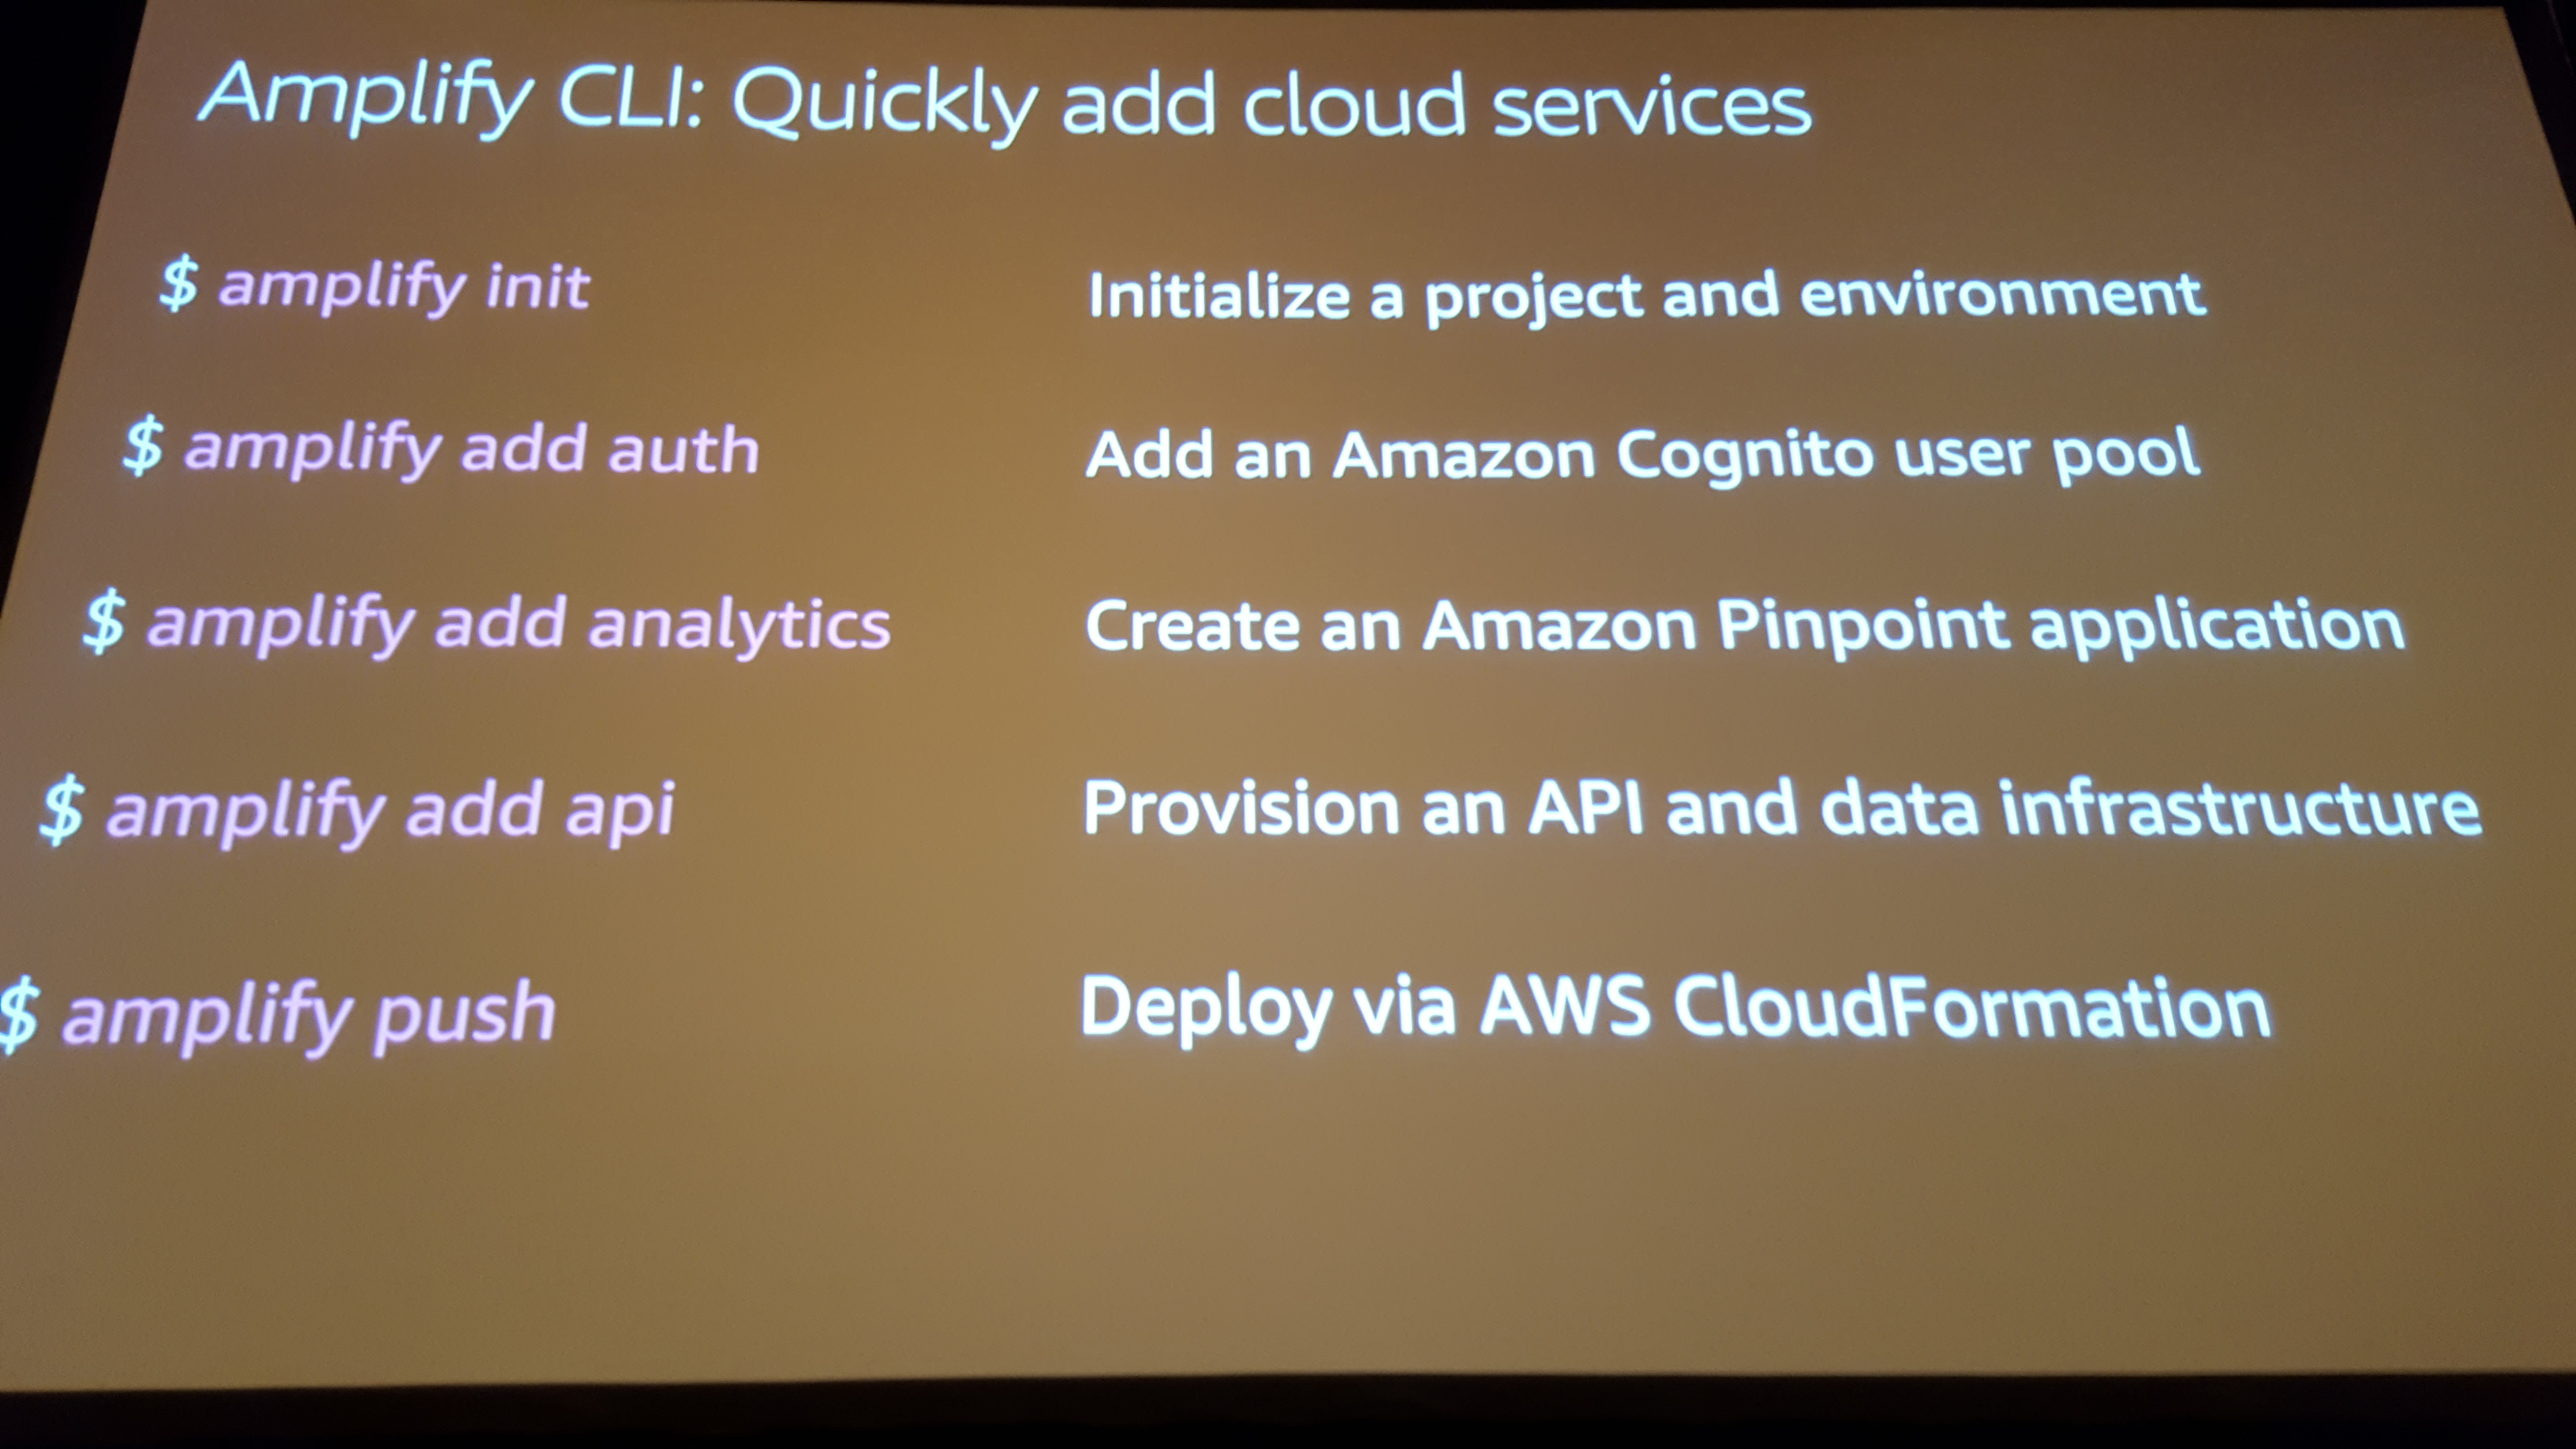 Amplify CLI: Quickly add cloud services
$ amplify init Initialize a project and environment
$ amplify add auth Add an Amazon Cognito user pool
$ amplify add analytics Create an Amazon Pinpoint application
$ amplify add api Provision an API and data infrastructure
$ amplify push Deploy via AWS CloudFormation